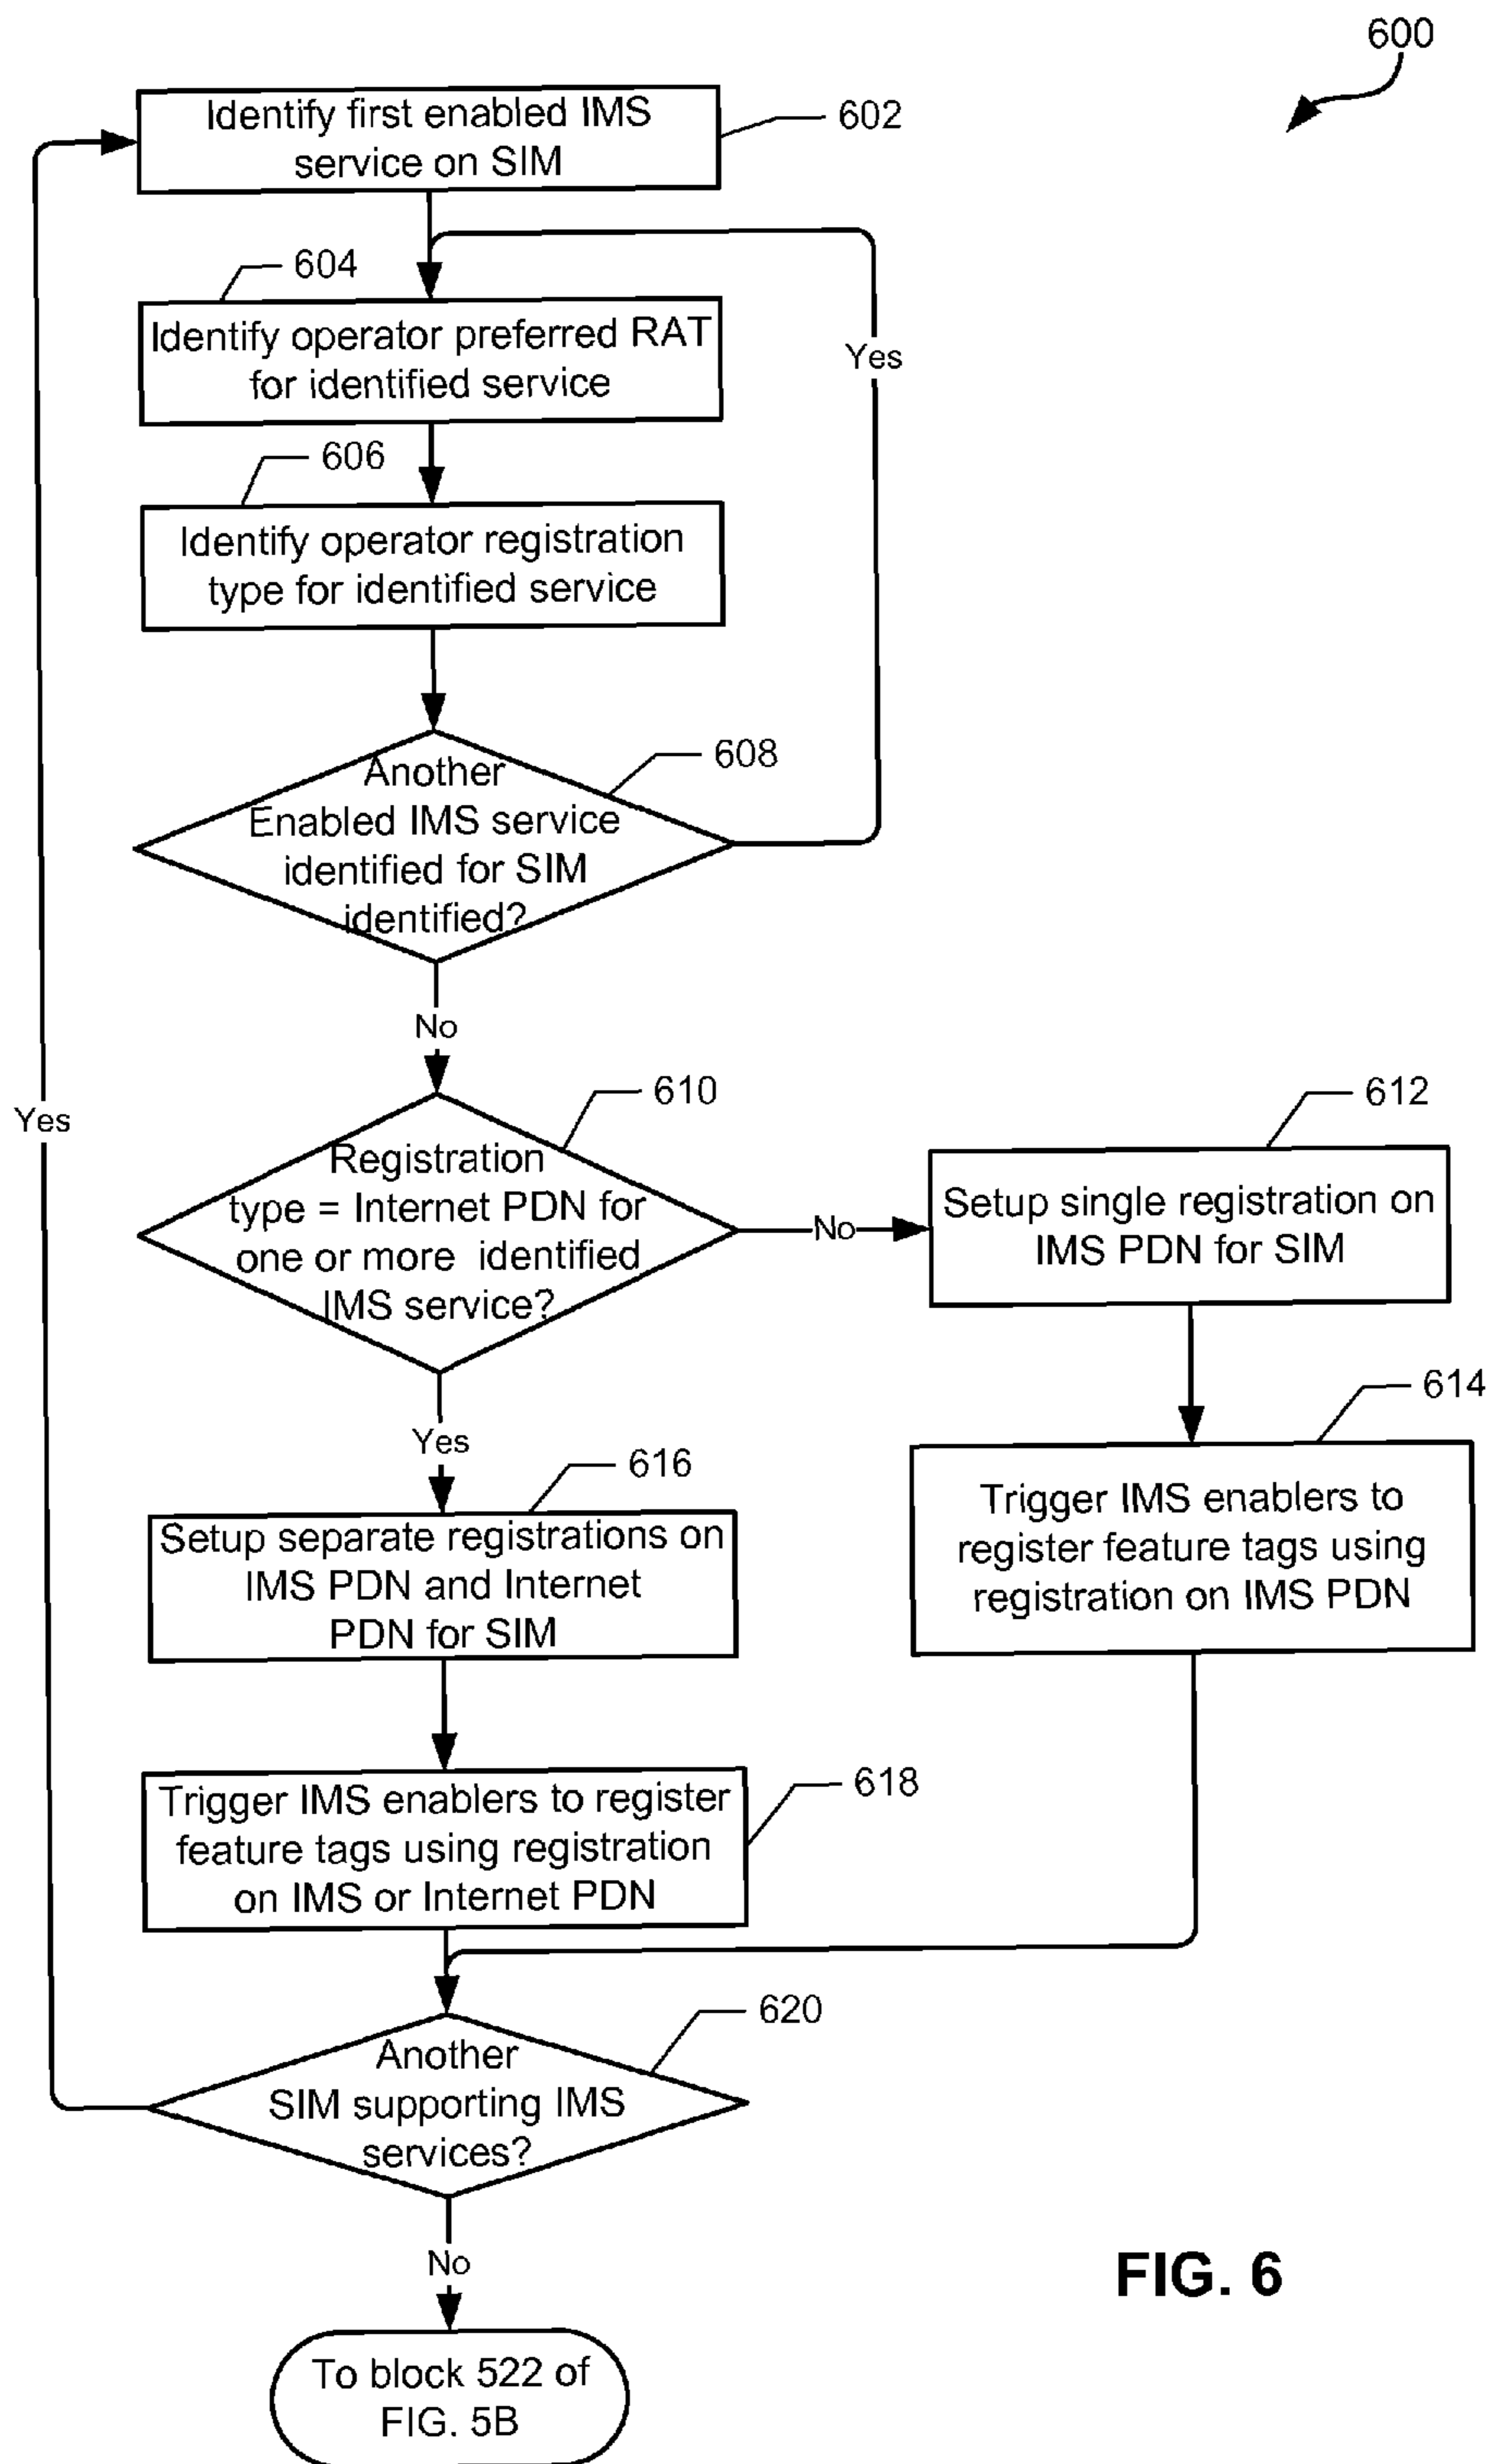 600
Identify first enabled IMS
service on SIM
602
604
Identify operator preferred RAT
for identified service
Yes
606
Identify operator registration
type for identified service
608
Another
Enabled IMS service
identified for SIM
identified?
No
Yes
610
Registration
type = Internet PDN for
one or more identified
IMS service?
No
612
Setup single registration on
IMS PDN for SIM
614
Trigger IMS enablers to
register feature tags using
registration on IMS PDN
Yes
616
Setup separate registrations on
IMS PDN and Internet
PDN for SIM
618
Trigger IMS enablers to register
feature tags using registration
on IMS or Internet PDN
620
Another
SIM supporting IMS
services?
No
To block 522 of
FIG. 5B
FIG. 6